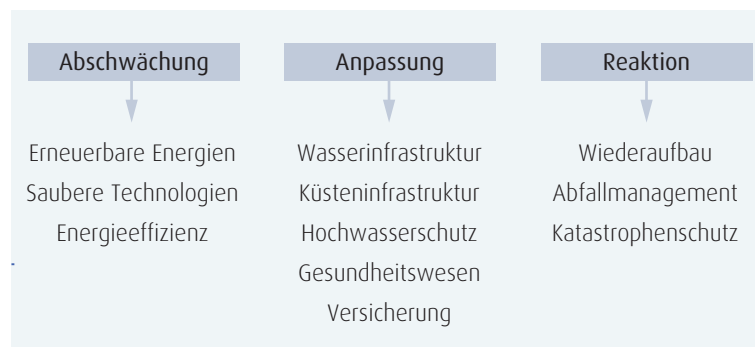 Abschwächung
Erneuerbare Energien
Saubere Technologien
Energieeffizienz
Anpassung
Wasserinfrastruktur
Küsteninfrastruktur
Hochwasserschutz
Gesundheitswesen
Versicherung
Reaktion
Wiederaufbau
Abfallmanagement
Katastrophenschutz